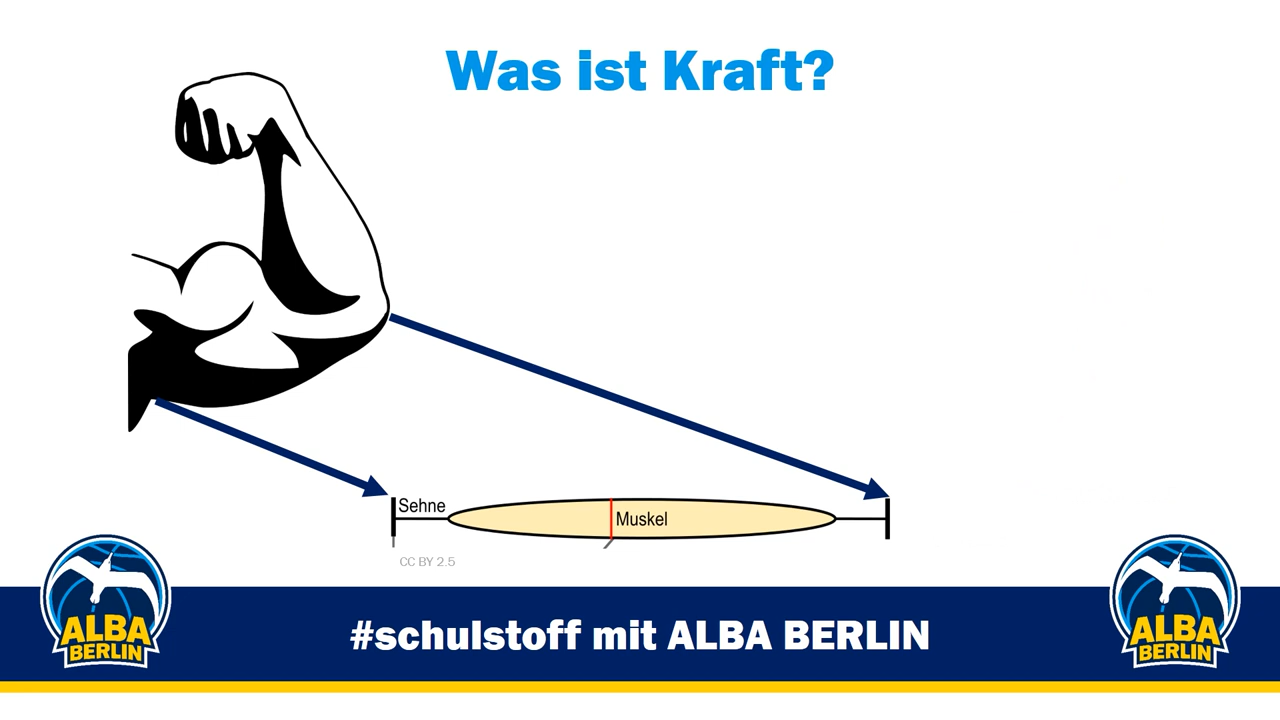 Was ist Kraft?
Sehne
Muskel
CC BY 2.5
ALBA
BERLIN
#schulstoff mit ALBA BERLIN
ALBA
BERLIN